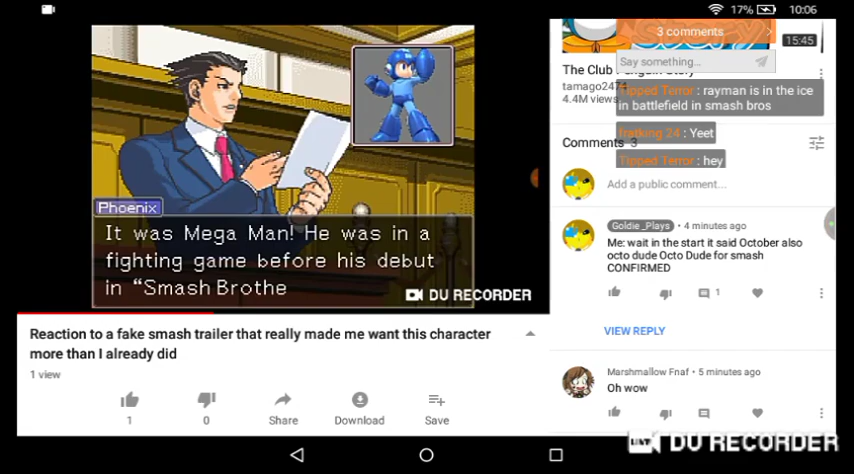 17% 10:06
Phoenix
It was Mega Man! He was in a
fighting game before his debut
in “Smash Brothe
DU RECORDER
Reaction to a fake smash trailer that really made me want this character
more than I already did
1 view
1
0
Share
Download
Save
3 comments
15:45
Say something...
The Club Penguin Story
tamago2474
4.4M views
Tipped Terror : rayman is in the ice
in battlefield in smash bros
fratking 24 : Yeet
Tipped Terror : hey
Comments 3
Add a public comment...
Goldie_Plays • 4 minutes ago
Me: wait in the start it said October also
octo dude Octo Dude for smash
CONFIRMED
1
VIEW REPLY
Marshmallow Fnaf • 5 minutes ago
Oh wow
LIVE DU RECORDER